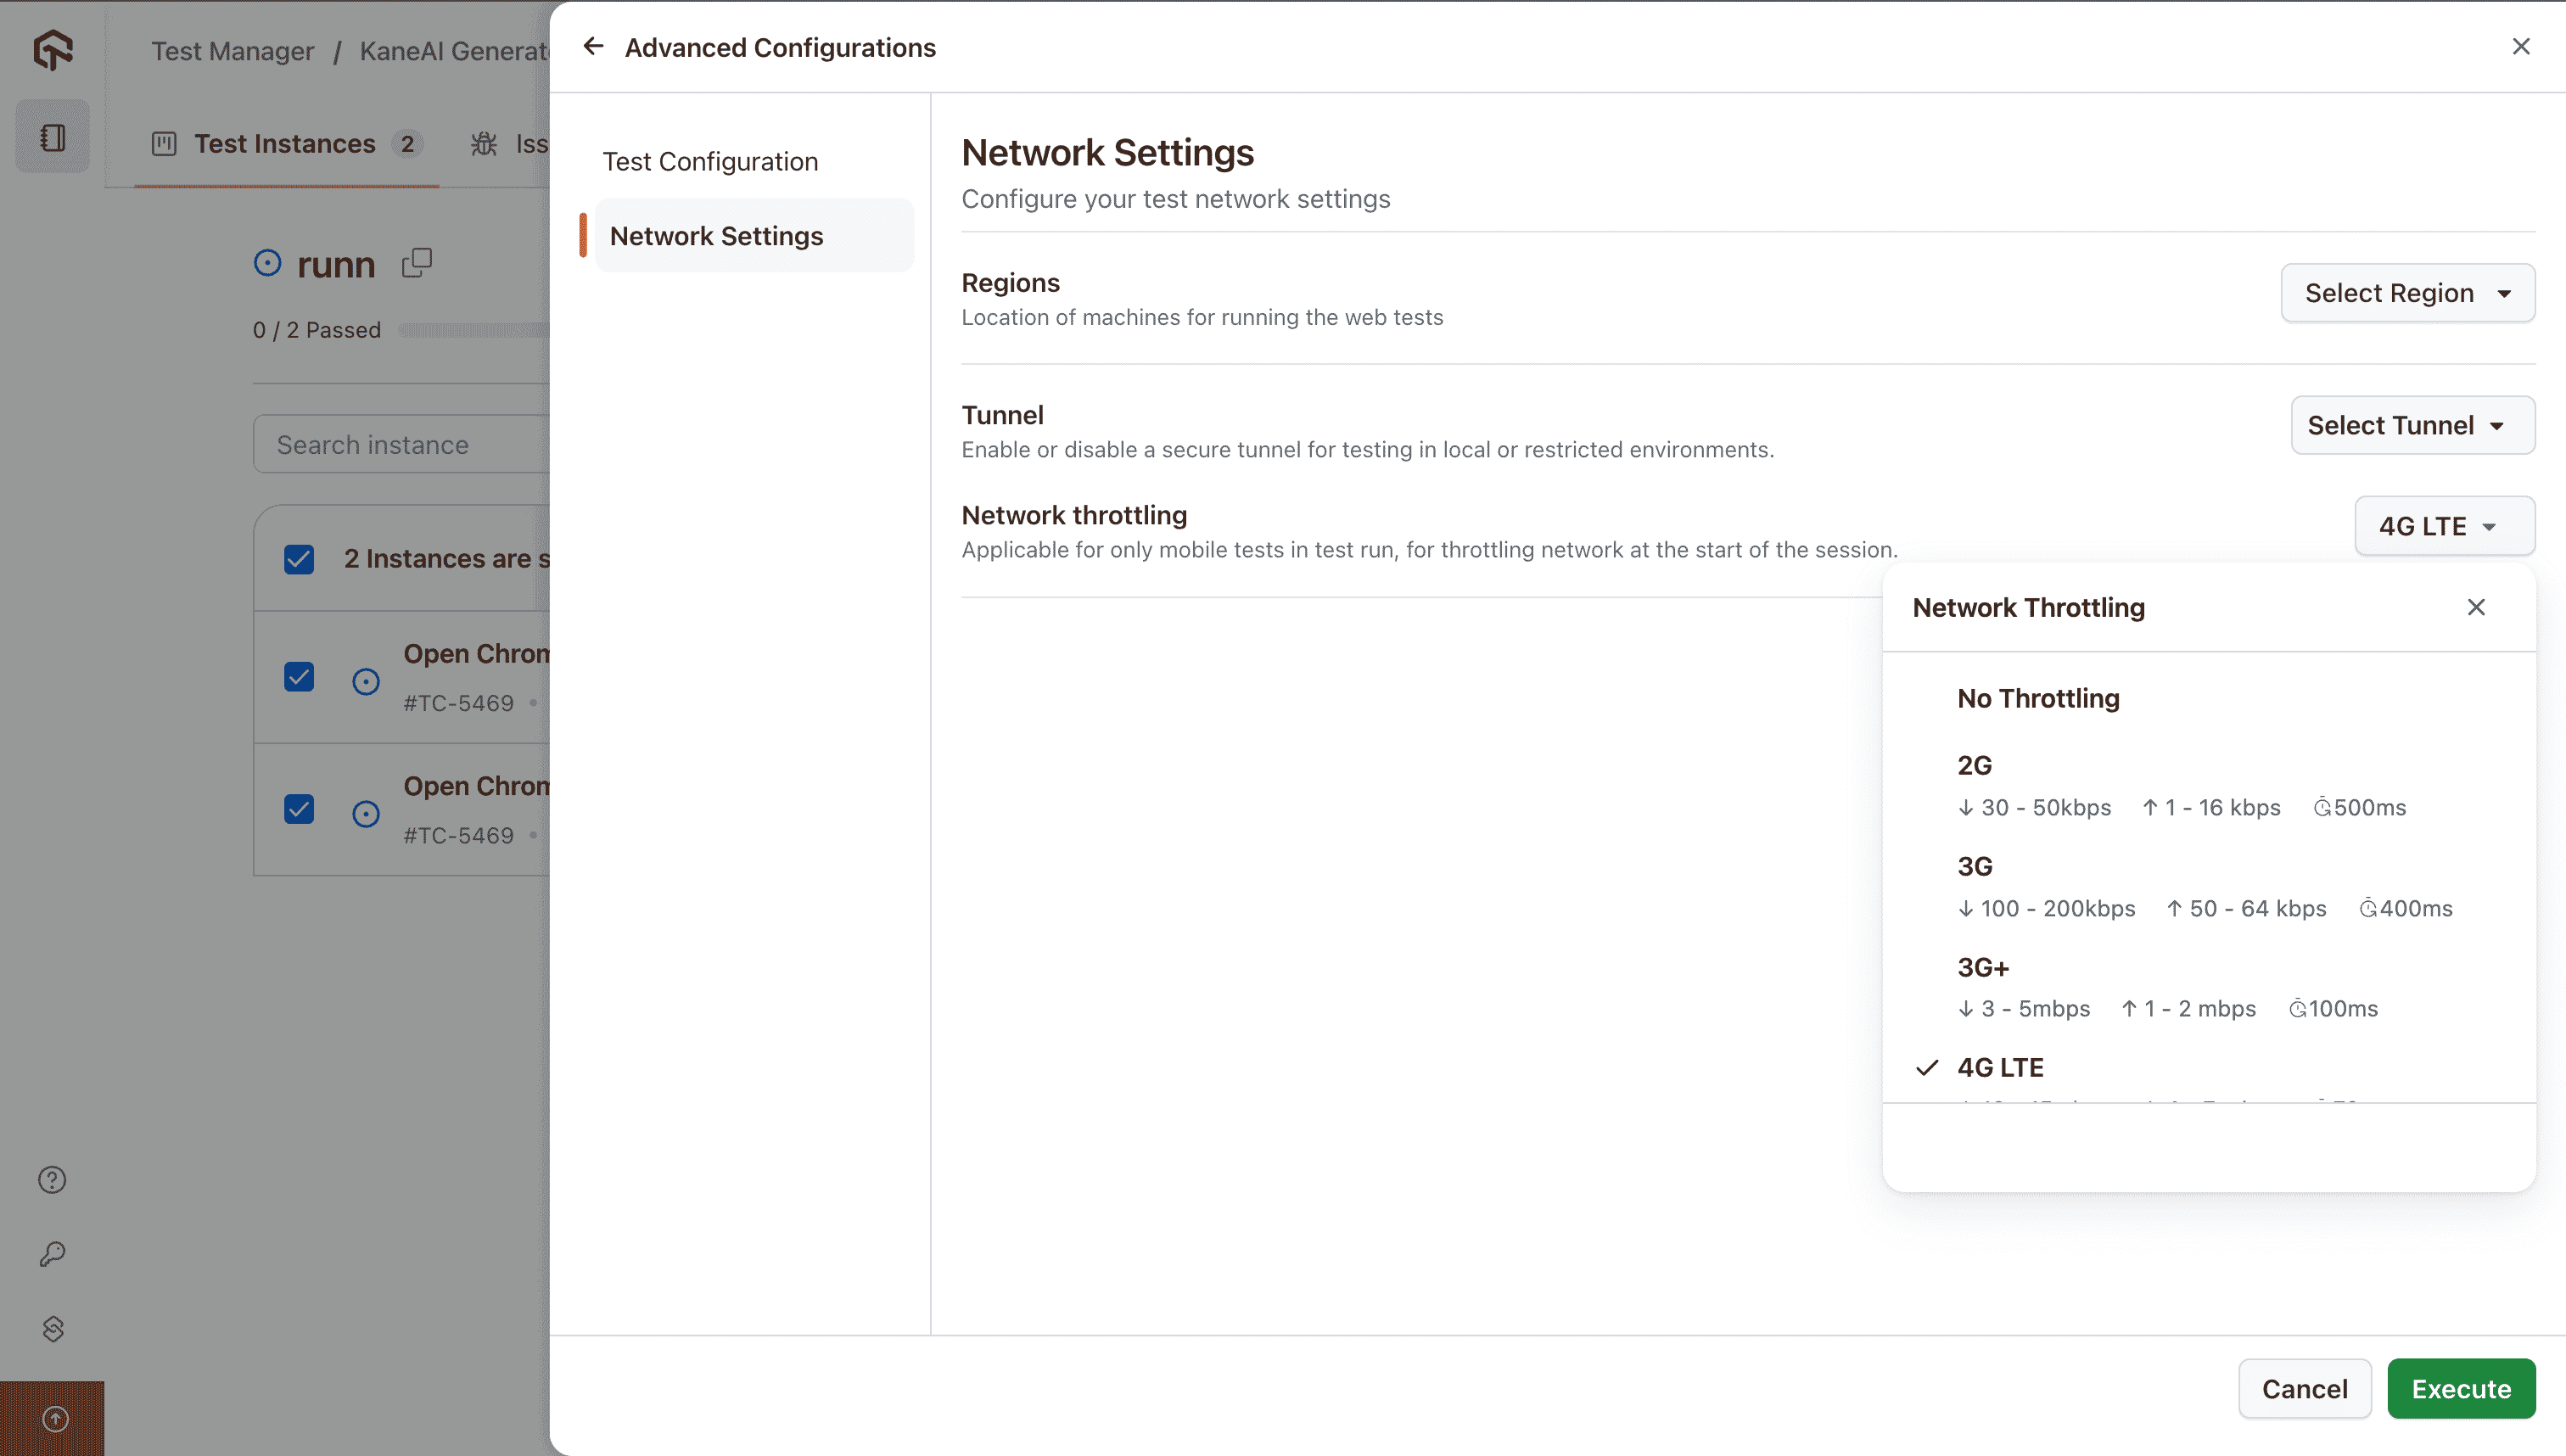 Test Manager / KaneAI Generat
Test Instances 2
Iss
runn
0 / 2 Passed
Search instance
2 Instances are s
Open Chrom
#TC-5469
Open Chrom
#TC-5469
Advanced Configurations
Test Configuration
Network Settings
Network Settings
Configure your test network settings
Regions
Location of machines for running the web tests
Select Region
Tunnel
Enable or disable a secure tunnel for testing in local or restricted environments.
Select Tunnel
Network throttling
Applicable for only mobile tests in test run, for throttling network at the start of the session.
4G LTE
Network Throttling
No Throttling
2G
↓ 30 - 50kbps ↑ 1 - 16 kbps 500ms
3G
↓ 100 - 200kbps ↑ 50 - 64 kbps 400ms
3G+
↓ 3 - 5mbps ↑ 1 - 2 mbps 100ms
4G LTE
Cancel
Execute